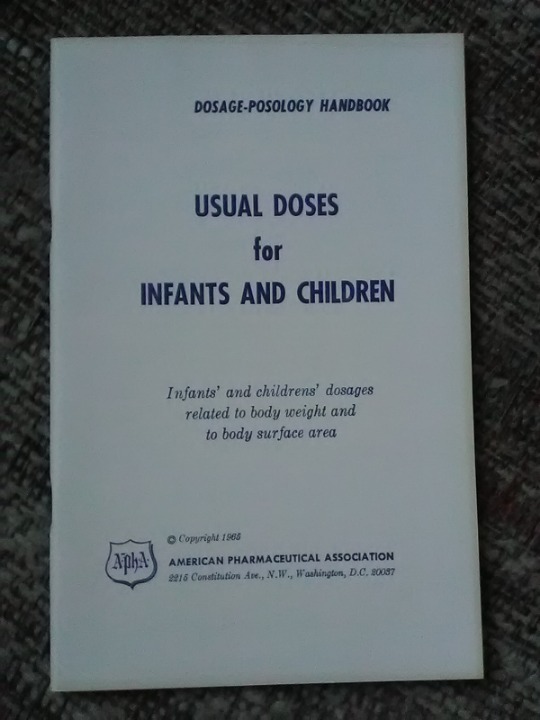 DOSAGE-POSOLOGY HANDBOOK
USUAL DOSES
for
INFANTS AND CHILDREN
Infants' and childrens' dosages
related to body weight and
to body surface area
© Copyright 1965
APhA
AMERICAN PHARMACEUTICAL ASSOCIATION
2215 Constitution Ave., N.W., Washington, D.C. 20037